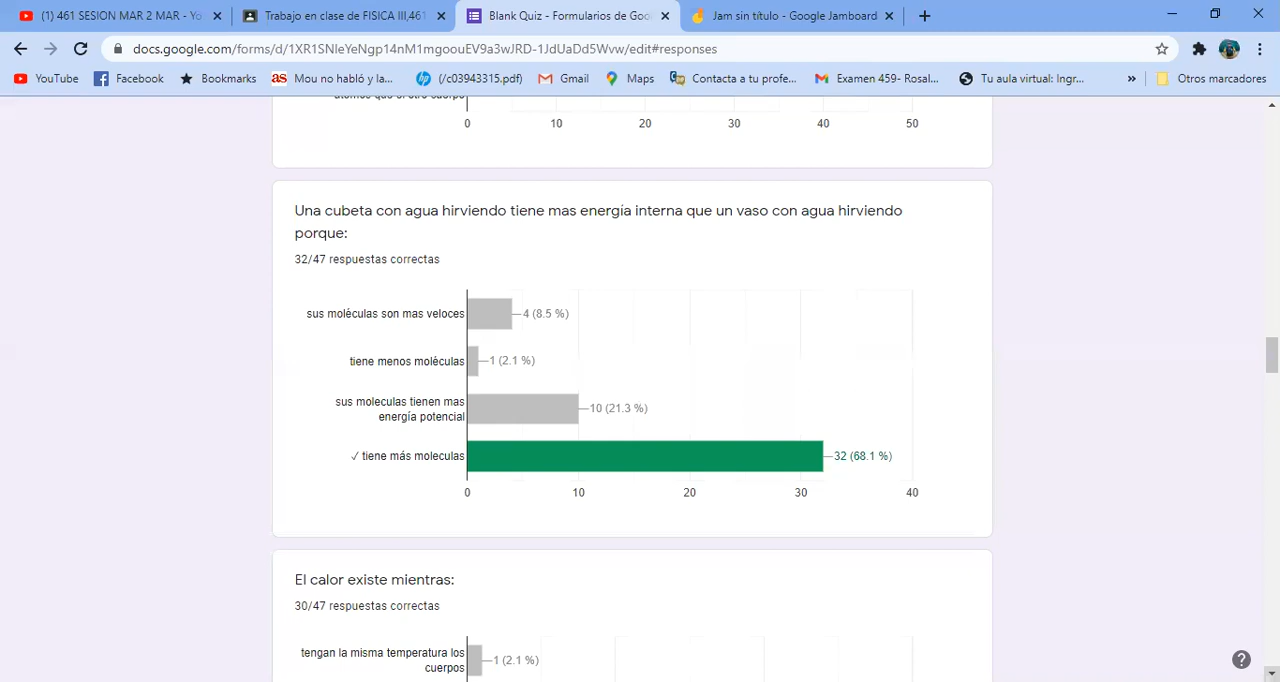 (1) 461 SESION MAR 2 MAR - Yo
Trabajo en clase de FISICA III,461
Blank Quiz - Formularios de Goo
Jam sin título - Google Jamboard
docs.google.com/forms/d/1XR1SNleYeNgp14nM1mgoouEV9a3wJRD-1JdUaDd5Wvw/edit#responses
YouTube
Facebook
Bookmarks
Mou no habló y la...
(/c03943315.pdf)
Gmail
Maps
Contacta a tu profe...
Examen 459- Rosal...
Tu aula virtual: Ingr...
Otros marcadores
0 10 20 30 40 50
Una cubeta con agua hirviendo tiene mas energía interna que un vaso con agua hirviendo
porque:
32/47 respuestas correctas
sus moléculas son mas veloces
4 (8.5 %)
tiene menos moléculas
1 (2.1 %)
sus moleculas tienen mas
energía potencial
10 (21.3 %)
✓ tiene más moleculas
32 (68.1 %)
0 10 20 30 40
El calor existe mientras:
30/47 respuestas correctas
tengan la misma temperatura los
cuerpos
1 (2.1 %)